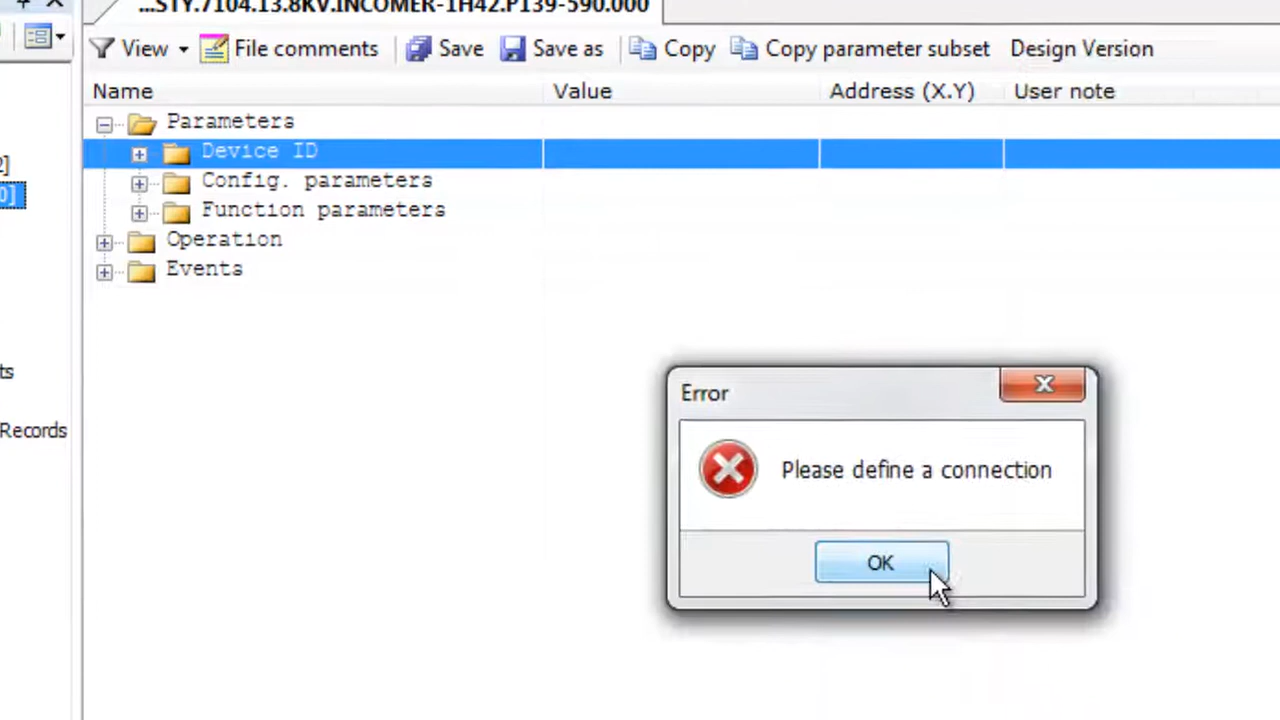 ...STY.7104.13.8KV.INCOMER-1H42.P139-590.000
View File comments Save Save as Copy Copy parameter subset Design Version
Name Value Address (X.Y) User note
Parameters
Device ID
Config. parameters
Function parameters
Operation
Events
2]
0]
ts
Records
Error
Please define a connection
OK